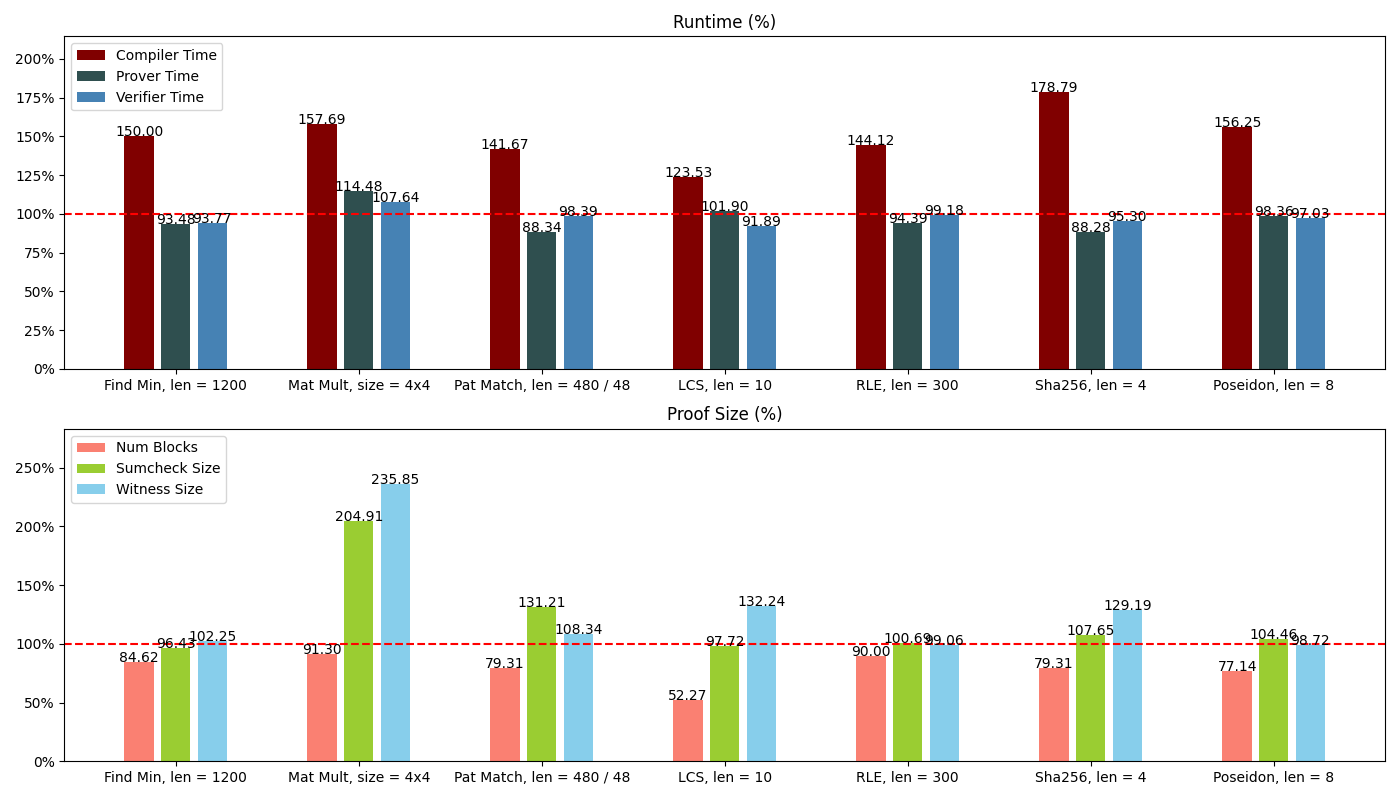 Runtime (%)
200%
175%
150%
125%
100%
75%
50%
25%
0%
Compiler Time
Prover Time
Verifier Time
150.00
93.48
93.77
157.69
114.48
107.64
141.67
88.34
98.39
123.53
101.90
91.89
144.12
94.39
99.18
178.79
88.28
95.30
156.25
98.36
97.03
Find Min, len = 1200
Mat Mult, size = 4x4
Pat Match, len = 480 / 48
LCS, len = 10
RLE, len = 300
Sha256, len = 4
Poseidon, len = 8
Proof Size (%)
250%
200%
150%
100%
50%
0%
Num Blocks
Sumcheck Size
Witness Size
84.62
96.43
102.25
91.30
204.91
235.85
79.31
131.21
108.34
52.27
97.72
132.24
90.00
100.69
99.06
79.31
107.65
129.19
77.14
104.46
98.72
Find Min, len = 1200
Mat Mult, size = 4x4
Pat Match, len = 480 / 48
LCS, len = 10
RLE, len = 300
Sha256, len = 4
Poseidon, len = 8